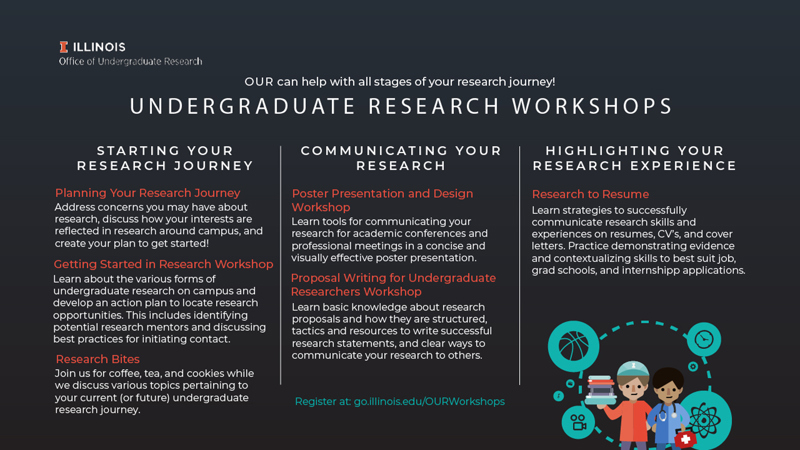 ILLINOIS
Office of Undergraduate Research
OUR can help with all stages of your research journey!
UNDERGRADUATE RESEARCH WORKSHOPS
STARTING YOUR
RESEARCH JOURNEY
Planning Your Research Journey
Address concerns you may have about
research, discuss how your interests are
reflected in research around campus, and
create your plan to get started!
Getting Started in Research Workshop
Learn about the various forms of
undergraduate research on campus and
develop an action plan to locate research
opportunities. This includes identifying
potential research mentors and discussing
best practices for initiating contact.
Research Bites
Join us for coffee, tea, and cookies while
we discuss various topics pertaining to
your current (or future) undergraduate
research journey.
COMMUNICATING YOUR
RESEARCH
Poster Presentation and Design
Workshop
Learn tools for communicating your
research for academic conferences and
professional meetings in a concise and
visually effective poster presentation.
Proposal Writing for Undergraduate
Researchers Workshop
Learn basic knowledge about research
proposals and how they are structured,
tactics and resources to write successful
research statements, and clear ways to
communicate your research to others.
Register at: go.illinois.edu/OURWorkshops
HIGHLIGHTING YOUR
RESEARCH EXPERIENCE
Research to Resume
Learn strategies to successfully
communicate research skills and
experiences on resumes, CV's, and cover
letters. Practice demonstrating evidence
and contextualizing skills to best suit job,
grad schools, and internshipp applications.